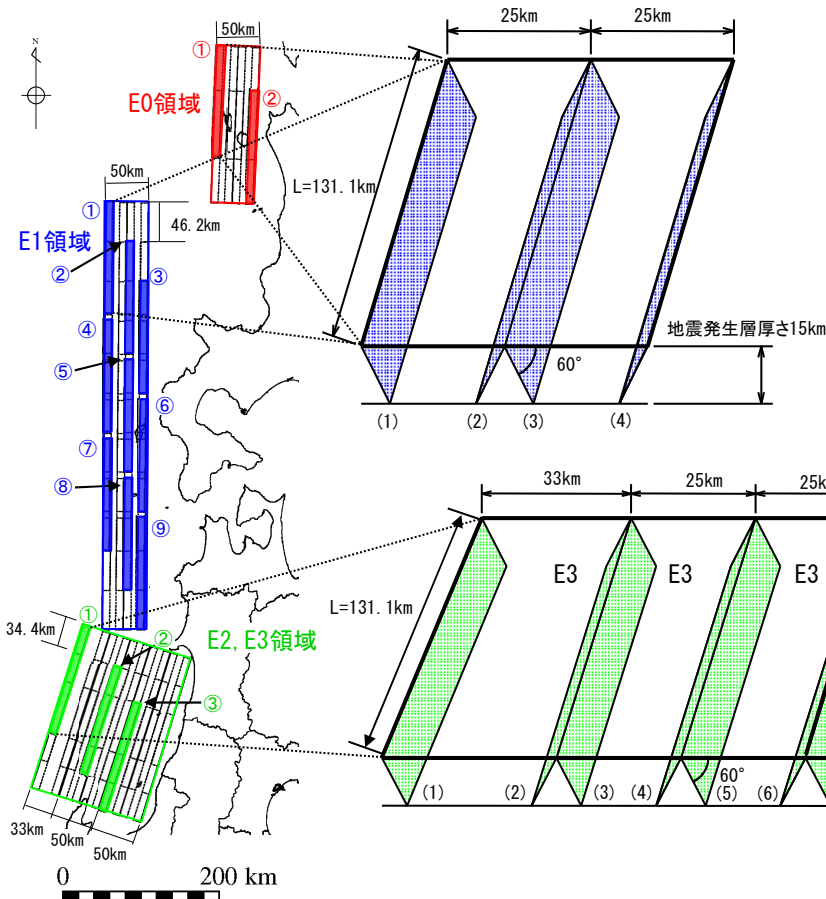 N
50km
①
E0領域
②
25km
25km
L=131.1km
地震発生層厚さ15km
60°
(1)
(2)
(3)
(4)
50km
①
46.2km
E1領域
②
③
④
⑤
⑥
⑦
⑧
⑨
33km
25km
25k
E3
E3
E3
L=131.1km
60°
(1)
(2)
(3)
(4)
(5)
(6)
①
34.4km
②
E2, E3領域
③
33km
50km
50km
0
200 km